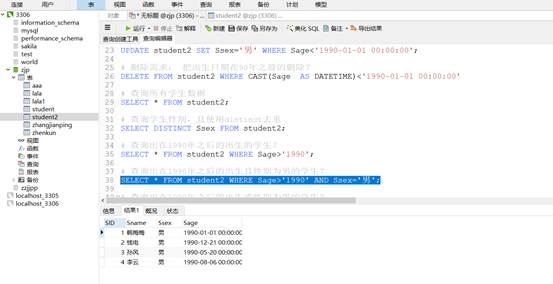 连接 用户 表 视图 函数 事件 查询 报表 备份 计划 模型
3306
information_schema
mysql
performance_schema
sakila
test
world
zjp
表
aaa
lala
lala1
student
student2
zhangjianping
zhenkun
视图
函数
事件
查询
报表
备份
zzjjpp
localhost_3305
localhost_3306
对象 * 无标题 @zjp (3306) - ... student2 @zjp (3306) - ...
运行 停止 解释 新建 保存 另存为 美化 SQL 备注 导出结果
查询创建工具 查询编辑器
23 UPDATE student2 SET Ssex='男' WHERE Sage<'1990-01-01 00:00:00';
24
25 # 删除需求: 把出生日期在90年之前的删除?
26 DELETE FROM student2 WHERE CAST(Sage AS DATETIME)<'1990-01-01 00:00:00'
27
28 # 查询所有学生数据
29 SELECT * FROM student2;
30
31 # 查询学生性别,且使用distinct去重
32 SELECT DISTINCT Ssex FROM student2;
33
34 # 查询出在1990年之后的出生的学生?
35 SELECT * FROM student2 WHERE Sage>'1990';
36
37 # 查询出在1990年之后的出生且性别为男的学生?
38 SELECT * FROM student2 WHERE Sage>'1990' AND Ssex='男';
39
信息 结果1 概况 状态
SID Sname Ssex Sage
1 韩梅梅 男 1990-01-01 00:00:00
2 钱电 男 1990-12-21 00:00:00
3 孙风 男 1990-05-20 00:00:00
4 李云 男 1990-08-06 00:00:00